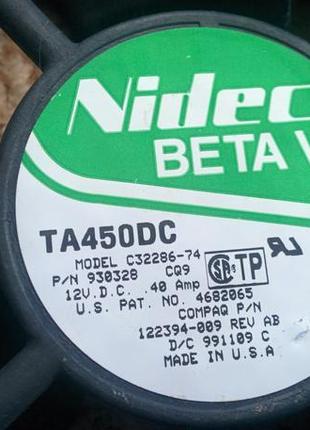 Nidec
BETA V
TA450DC
MODEL C32286-74
P/N 930328 CQ9
12V.D.C. .40 Amp
U.S. PAT. NO. 4682065
COMPAQ P/N
122394-009 REV AB
D/C 991109 C
MADE IN U.S.A
SA TP